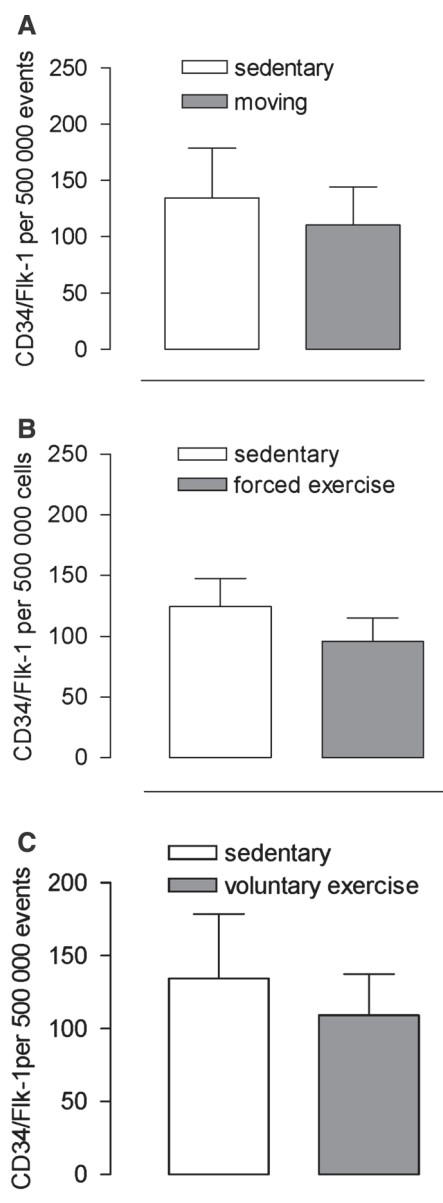 A
CD34/Flk-1 per 500 000 events
250
200
150
100
50
0
sedentary
moving
B
CD34/Flk-1 per 500 000 cells
250
200
150
100
50
0
sedentary
forced exercise
C
CD34/Flk-1per 500 000 events
200
150
100
50
0
sedentary
voluntary exercise